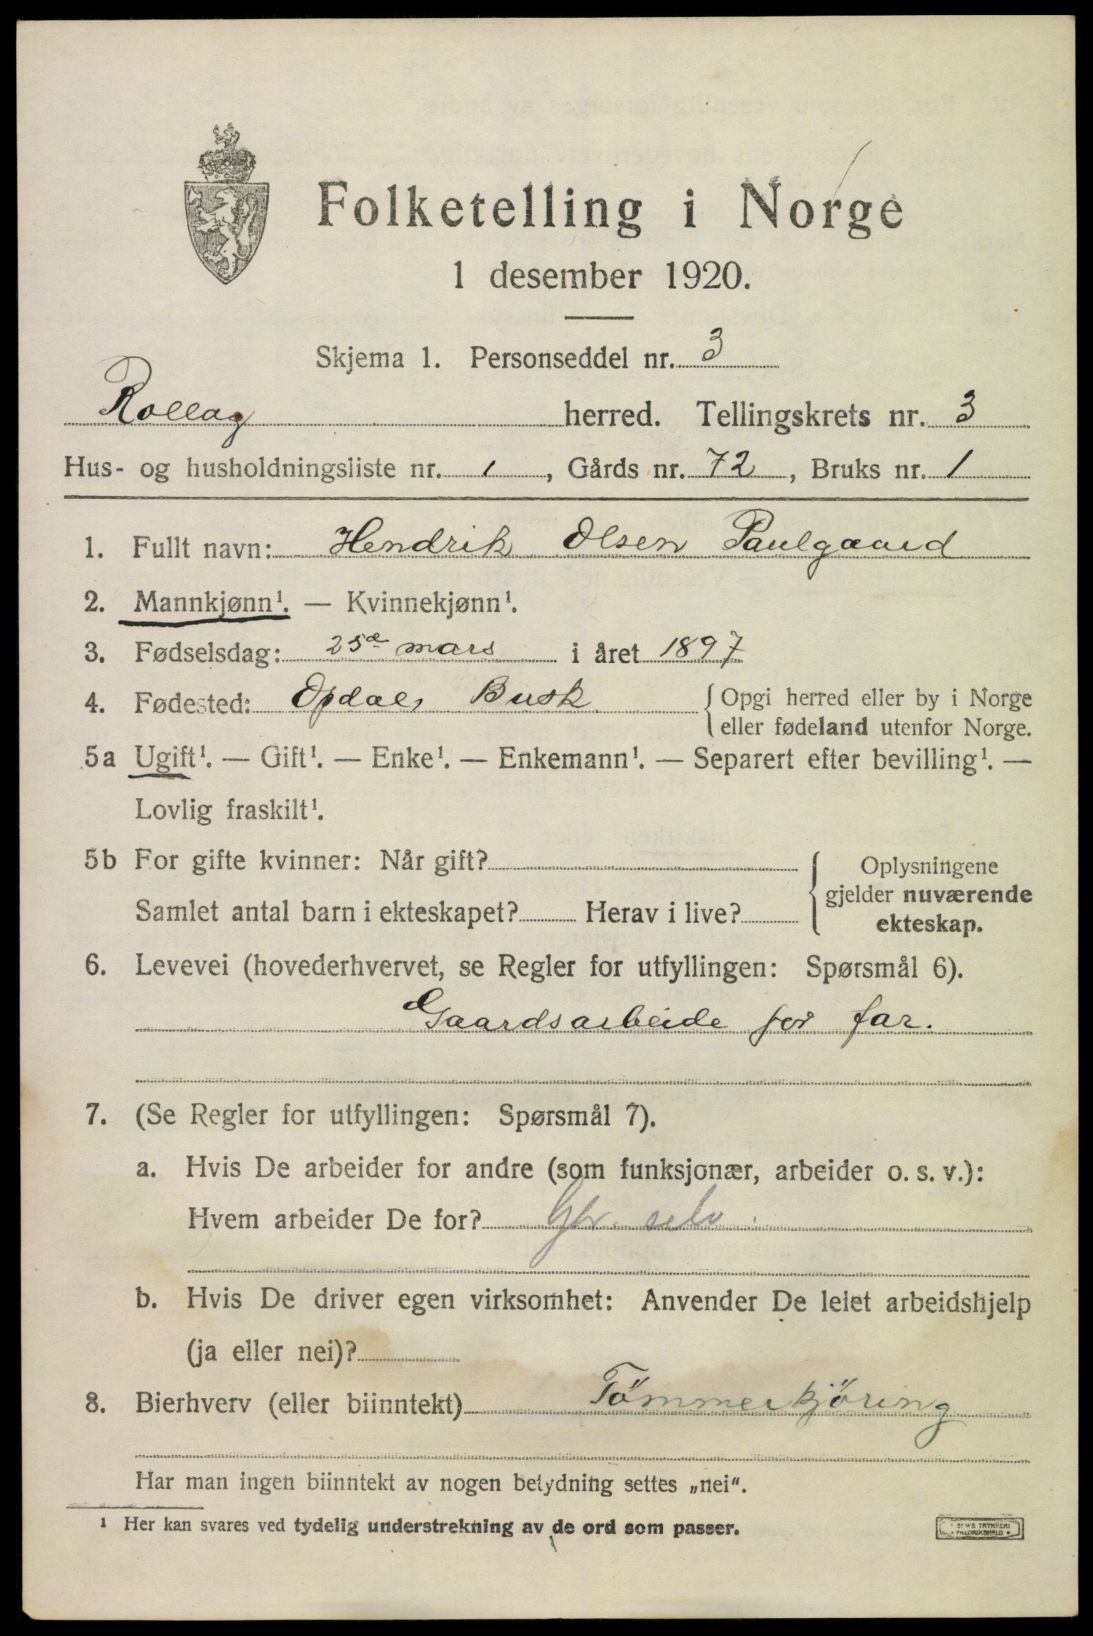 Folketelling i Norge
1 desember 1920.
Skjema 1. Personseddel nr. 3
Rollag herred. Tellingskrets nr. 3
Hus- og husholdningsliste nr. 1, Gårds nr. 72, Bruks nr. 1
1. Fullt navn: Hendrik Olsen Paulgaard
2. Mannkjønn¹. — Kvinnekjønn¹.
3. Fødselsdag: 25de mars i året 1897
4. Fødested: Opdal, Busk. Opgi herred eller by i Norge
eller fødeland utenfor Norge.
5a Ugift¹. — Gift¹. — Enke¹. — Enkemann¹. — Separert efter bevilling¹. —
Lovlig fraskilt¹.
5b For gifte kvinner: Når gift?
Samlet antal barn i ekteskapet? Herav i live?
Oplysningene
gjelder nuværende
ekteskap.
6. Levevei (hovederhvervet, se Regler for utfyllingen: Spørsmål 6).
Gaardsarbeide for far.
7. (Se Regler for utfyllingen: Spørsmål 7).
a. Hvis De arbeider for andre (som funksjonær, arbeider o. s. v.):
Hvem arbeider De for? selv.
b. Hvis De driver egen virksomhet: Anvender De leiet arbeidshjelp
(ja eller nei)?
8. Bierhverv (eller biinntekt) Tömmerkjöring
Har man ingen biinntekt av nogen betydning settes „nei“.
¹ Her kan svares ved tydelig understrekning av de ord som passer.